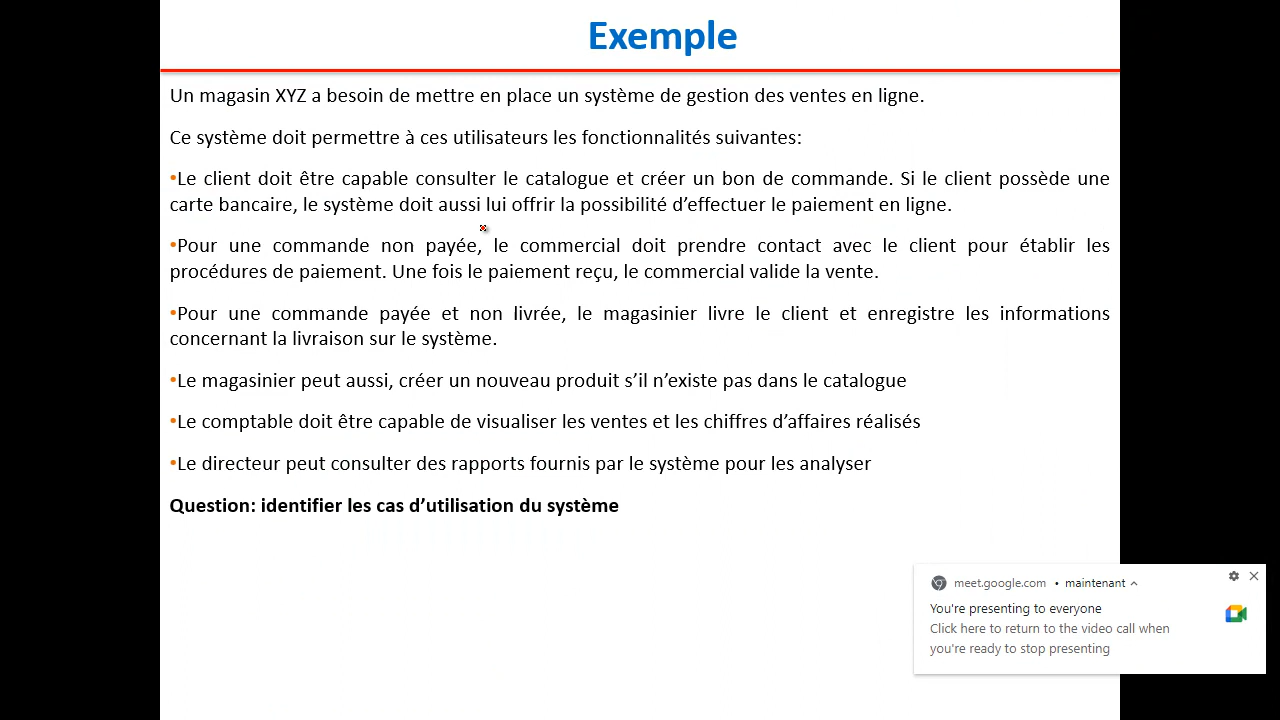 Exemple
Un magasin XYZ a besoin de mettre en place un système de gestion des ventes en ligne.
Ce système doit permettre à ces utilisateurs les fonctionnalités suivantes:
•Le client doit être capable consulter le catalogue et créer un bon de commande. Si le client possède une
carte bancaire, le système doit aussi lui offrir la possibilité d’effectuer le paiement en ligne.
•Pour une commande non payée, le commercial doit prendre contact avec le client pour établir les
procédures de paiement. Une fois le paiement reçu, le commercial valide la vente.
•Pour une commande payée et non livrée, le magasinier livre le client et enregistre les informations
concernant la livraison sur le système.
•Le magasinier peut aussi, créer un nouveau produit s’il n’existe pas dans le catalogue
•Le comptable doit être capable de visualiser les ventes et les chiffres d’affaires réalisés
•Le directeur peut consulter des rapports fournis par le système pour les analyser
Question: identifier les cas d’utilisation du système
meet.google.com • maintenant
You're presenting to everyone
Click here to return to the video call when
you're ready to stop presenting